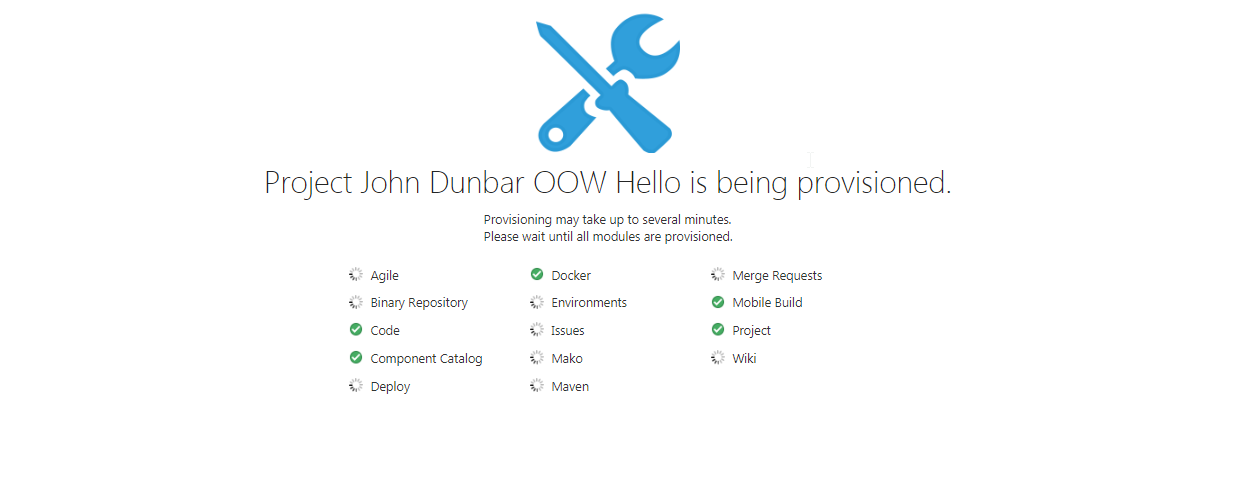 Project John Dunbar OOW Hello is being provisioned.
Provisioning may take up to several minutes.
Please wait until all modules are provisioned.
Agile
Binary Repository
Code
Component Catalog
Deploy
Docker
Environments
Issues
Mako
Maven
Merge Requests
Mobile Build
Project
Wiki